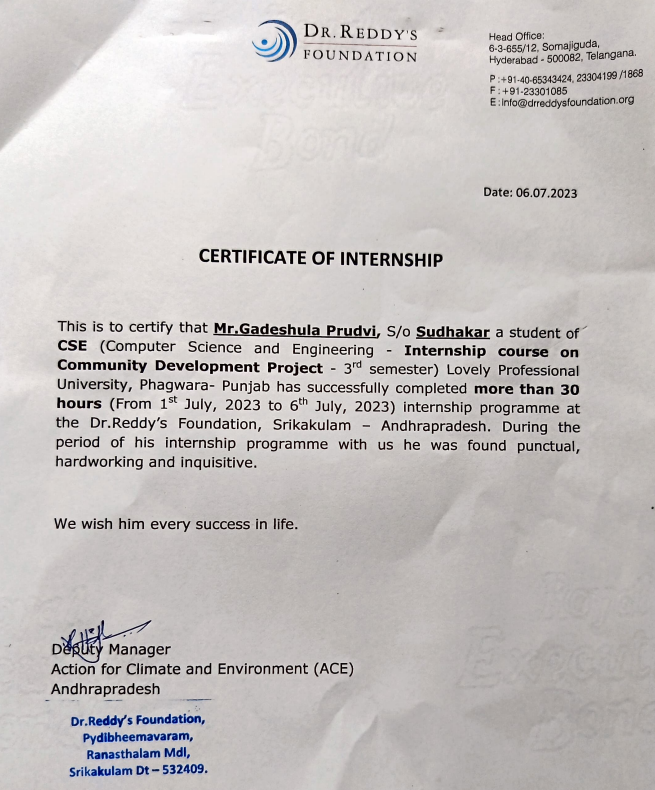 DR.REDDY'S
FOUNDATION
Head Office:
6-3-655/12, Somajiguda,
Hyderabad - 500082, Telangana.
P :+91-40-65343424, 23304199 /1868
F : +91-23301085
E :info@drreddysfoundation.org
Date: 06.07.2023
CERTIFICATE OF INTERNSHIP
This is to certify that Mr.Gadeshula Prudvi, S/o Sudhakar a student of
CSE (Computer Science and Engineering - Internship course on
Community Development Project - 3rd semester) Lovely Professional
University, Phagwara- Punjab has successfully completed more than 30
hours (From 1st July, 2023 to 6th July, 2023) internship programme at
the Dr.Reddy's Foundation, Srikakulam – Andhrapradesh. During the
period of his internship programme with us he was found punctual,
hardworking and inquisitive.
We wish him every success in life.
Deputy Manager
Action for Climate and Environment (ACE)
Andhrapradesh
Dr.Reddy's Foundation,
Pydibheemavaram,
Ranasthalam Mdl,
Srikakulam Dt – 532409.